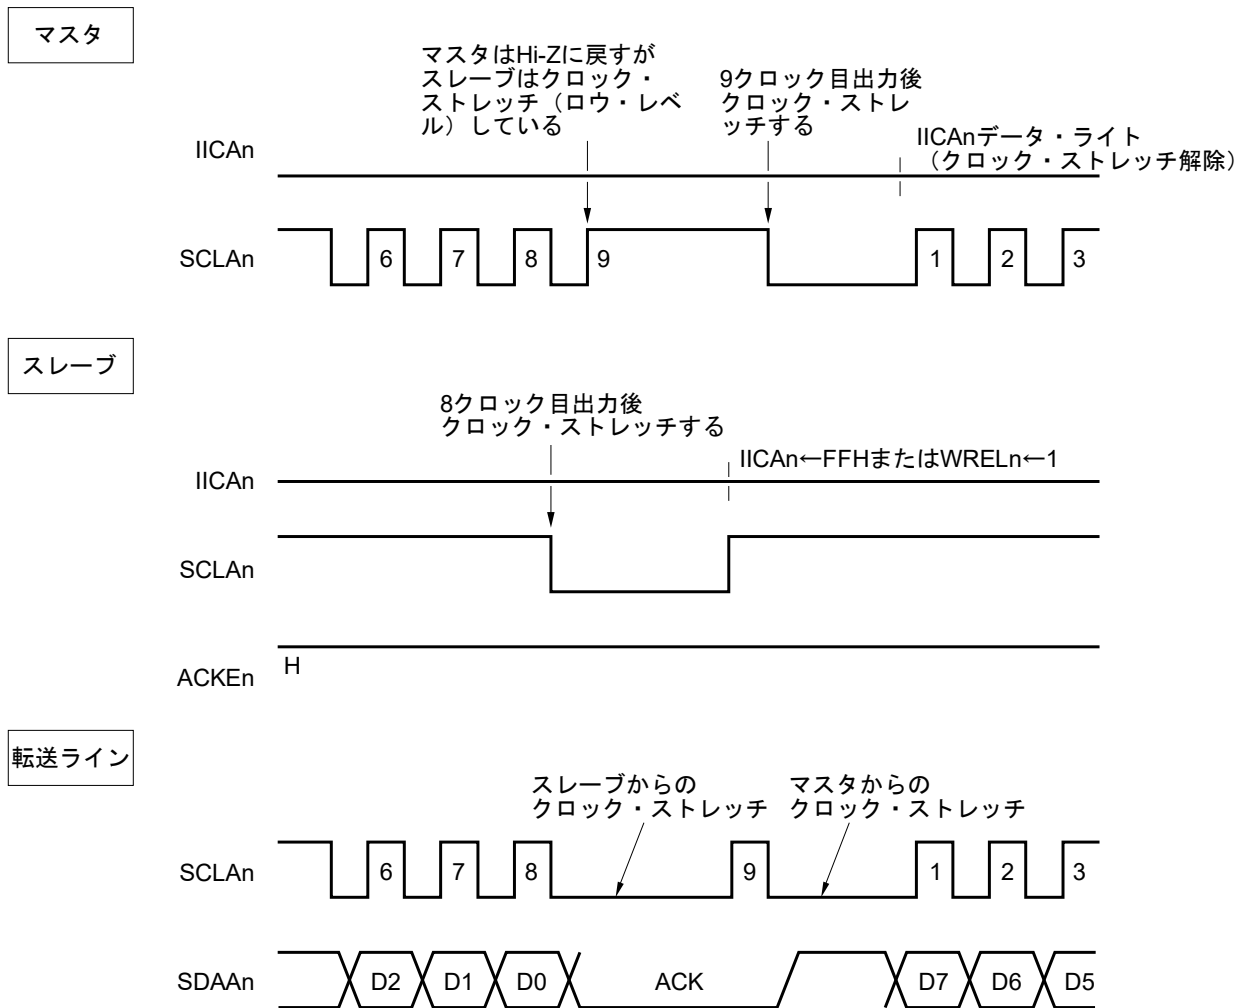 マスタ
マスタはHi-Zに戻すが
スレーブはクロック・
ストレッチ（ロウ・レベ
ル）している
9クロック目出力後
クロック・ストレ
ッチする
IICAnデータ・ライト
（クロック・ストレッチ解除）
IICAn
SCLAn
6 7 8 9 1 2 3
スレーブ
8クロック目出力後
クロック・ストレッチする
IICAn←FFHまたはWRELn←1
IICAn
SCLAn
H
ACKEn
転送ライン
スレーブからの
クロック・ストレッチ
マスタからの
クロック・ストレッチ
SCLAn
6 7 8 9 1 2 3
SDAAn
D2 D1 D0 ACK D7 D6 D5